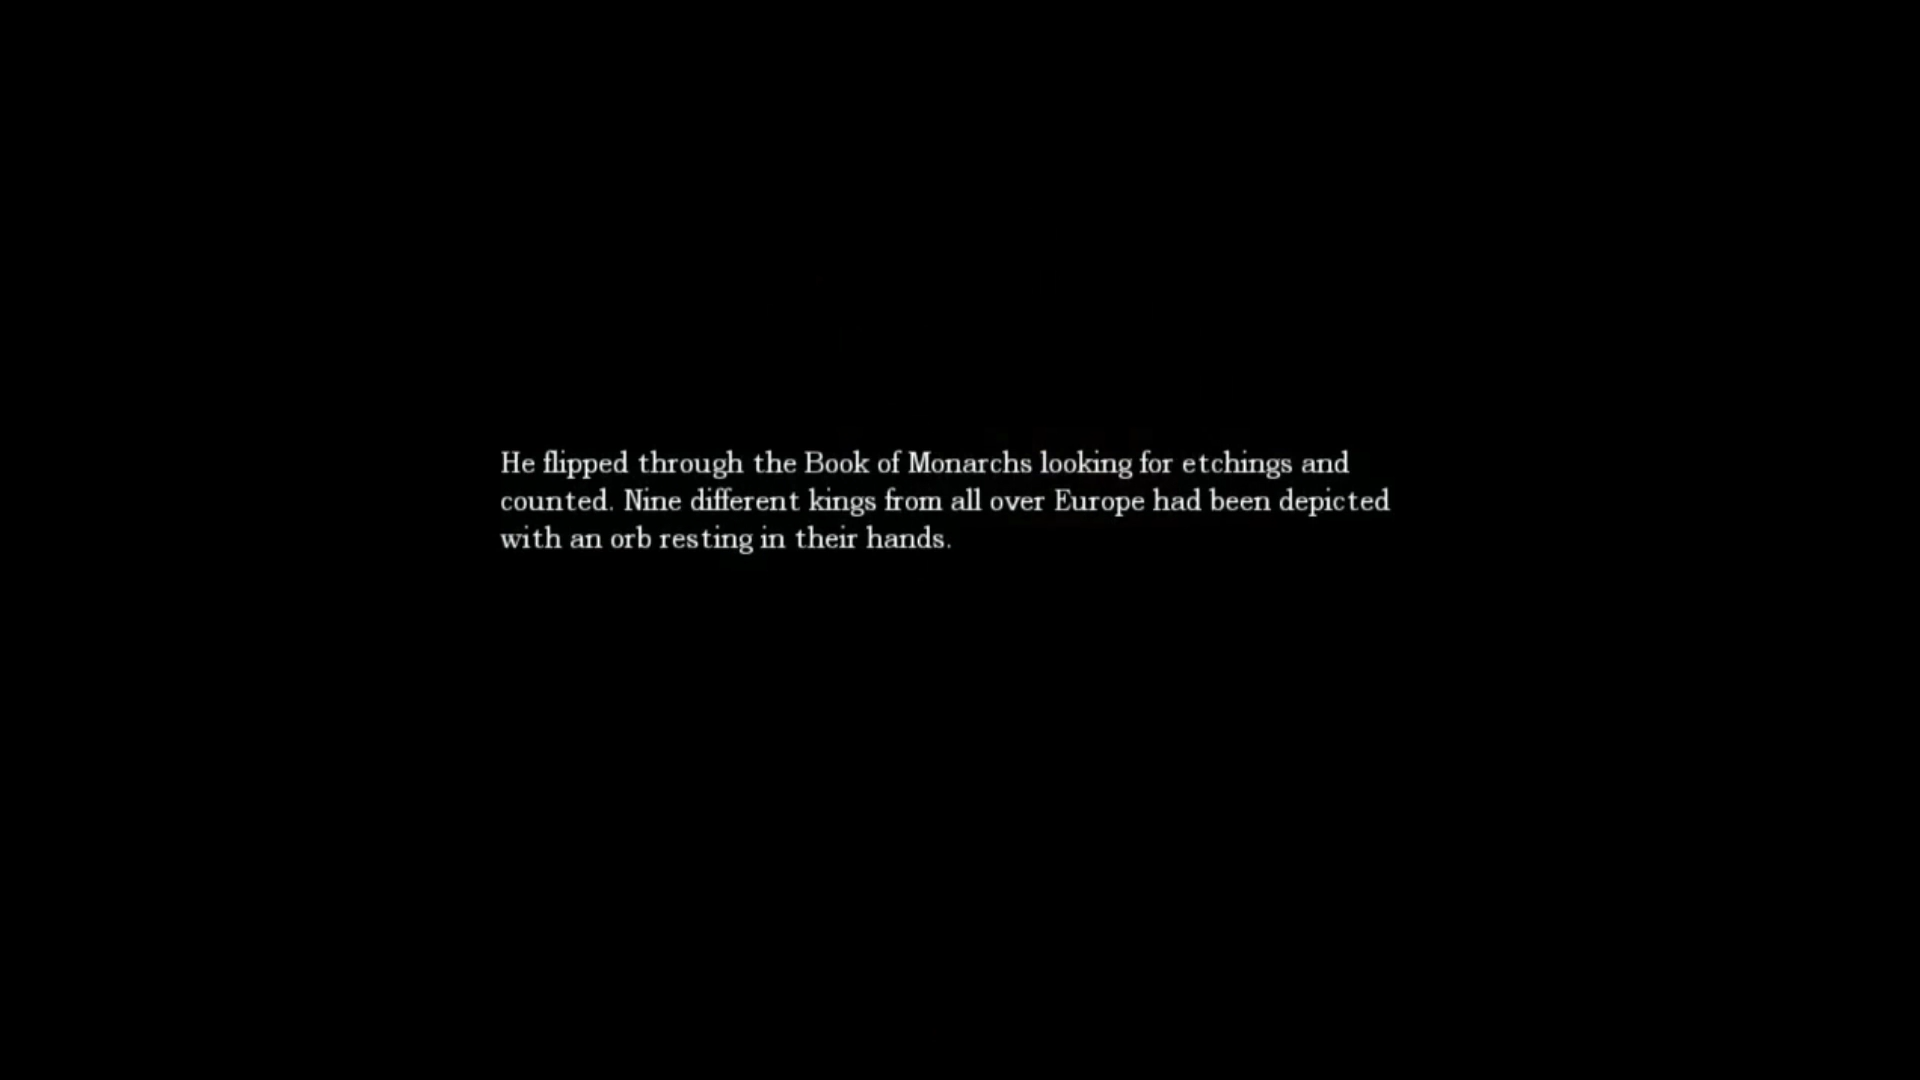 He flipped through the Book of Monarchs looking for etchings and
counted. Nine different kings from all over Europe had been depicted
with an orb resting in their hands.